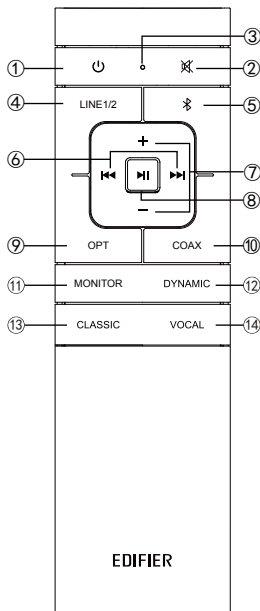 ③
① ②
④ LINE1/2 ⑤
+
⑥ ⑦
⑧
−
⑨ OPT COAX ⑩
⑪ MONITOR DYNAMIC ⑫
⑬ CLASSIC VOCAL ⑭
EDIFIER